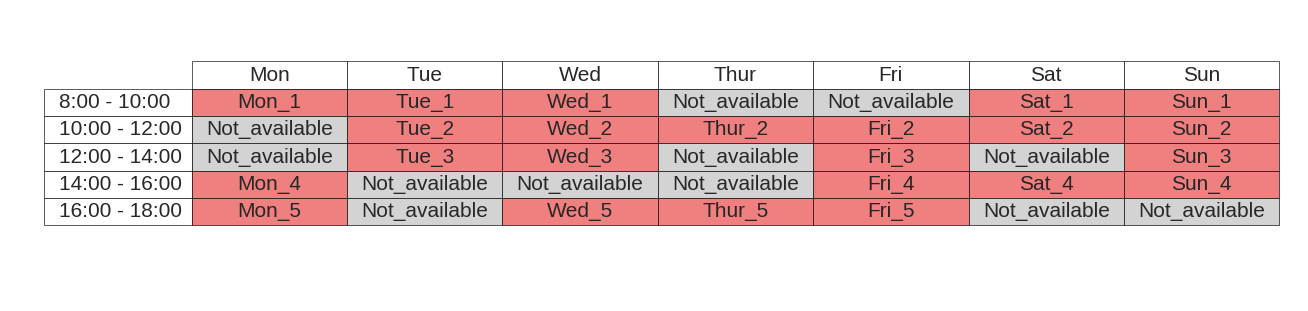 Mon Tue Wed Thur Fri Sat Sun
8:00 - 10:00 Mon_1 Tue_1 Wed_1 Not_available Not_available Sat_1 Sun_1
10:00 - 12:00 Not_available Tue_2 Wed_2 Thur_2 Fri_2 Sat_2 Sun_2
12:00 - 14:00 Not_available Tue_3 Wed_3 Not_available Fri_3 Not_available Sun_3
14:00 - 16:00 Mon_4 Not_available Not_available Not_available Fri_4 Sat_4 Sun_4
16:00 - 18:00 Mon_5 Not_available Wed_5 Thur_5 Fri_5 Not_available Not_available